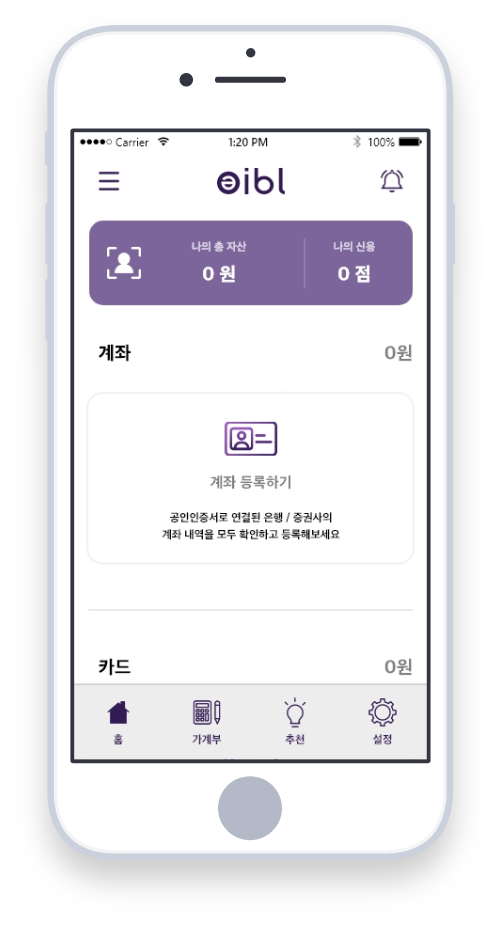 Carrier 1:20 PM 100%
əibl
나의 총 자산 나의 신용
0 원 0 점
계좌 0원
계좌 등록하기
공인인증서로 연결된 은행 / 증권사의
계좌 내역을 모두 확인하고 등록해보세요
카드 0원
홈 가계부 추천 설정